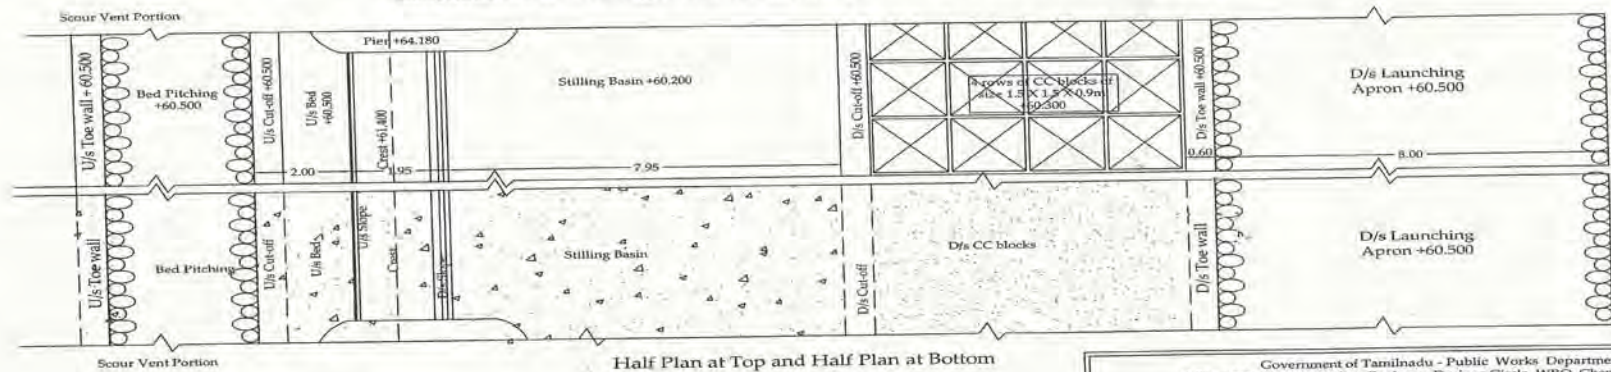 Scour Vent Portion
U/s Toe wall + 60.500
Bed Pitching
+60.500
U/s Cut-off +60.500
U/s Bed
+60.500
Pier +64.180
Crest +61.400
Stilling Basin +60.200
D/s Cut-off +60.500
4 rows of CC blocks of
size 1.5 X 1.5 X 0.9m
+60.300
D/s Toe wall +60.500
D/s Launching
Apron +60.500
2.00
1.95
7.95
0.60
8.00
U/s Toe wall
Bed Pitching
U/s Cut-off
U/s Bed
U/s Slope
Crest
D/s Slope
Stilling Basin
D/s Cut-off
D/s CC blocks
D/s Toe wall
D/s Launching
Apron +60.500
Scour Vent Portion
Half Plan at Top and Half Plan at Bottom
Government of Tamilnadu - Public Works Departme